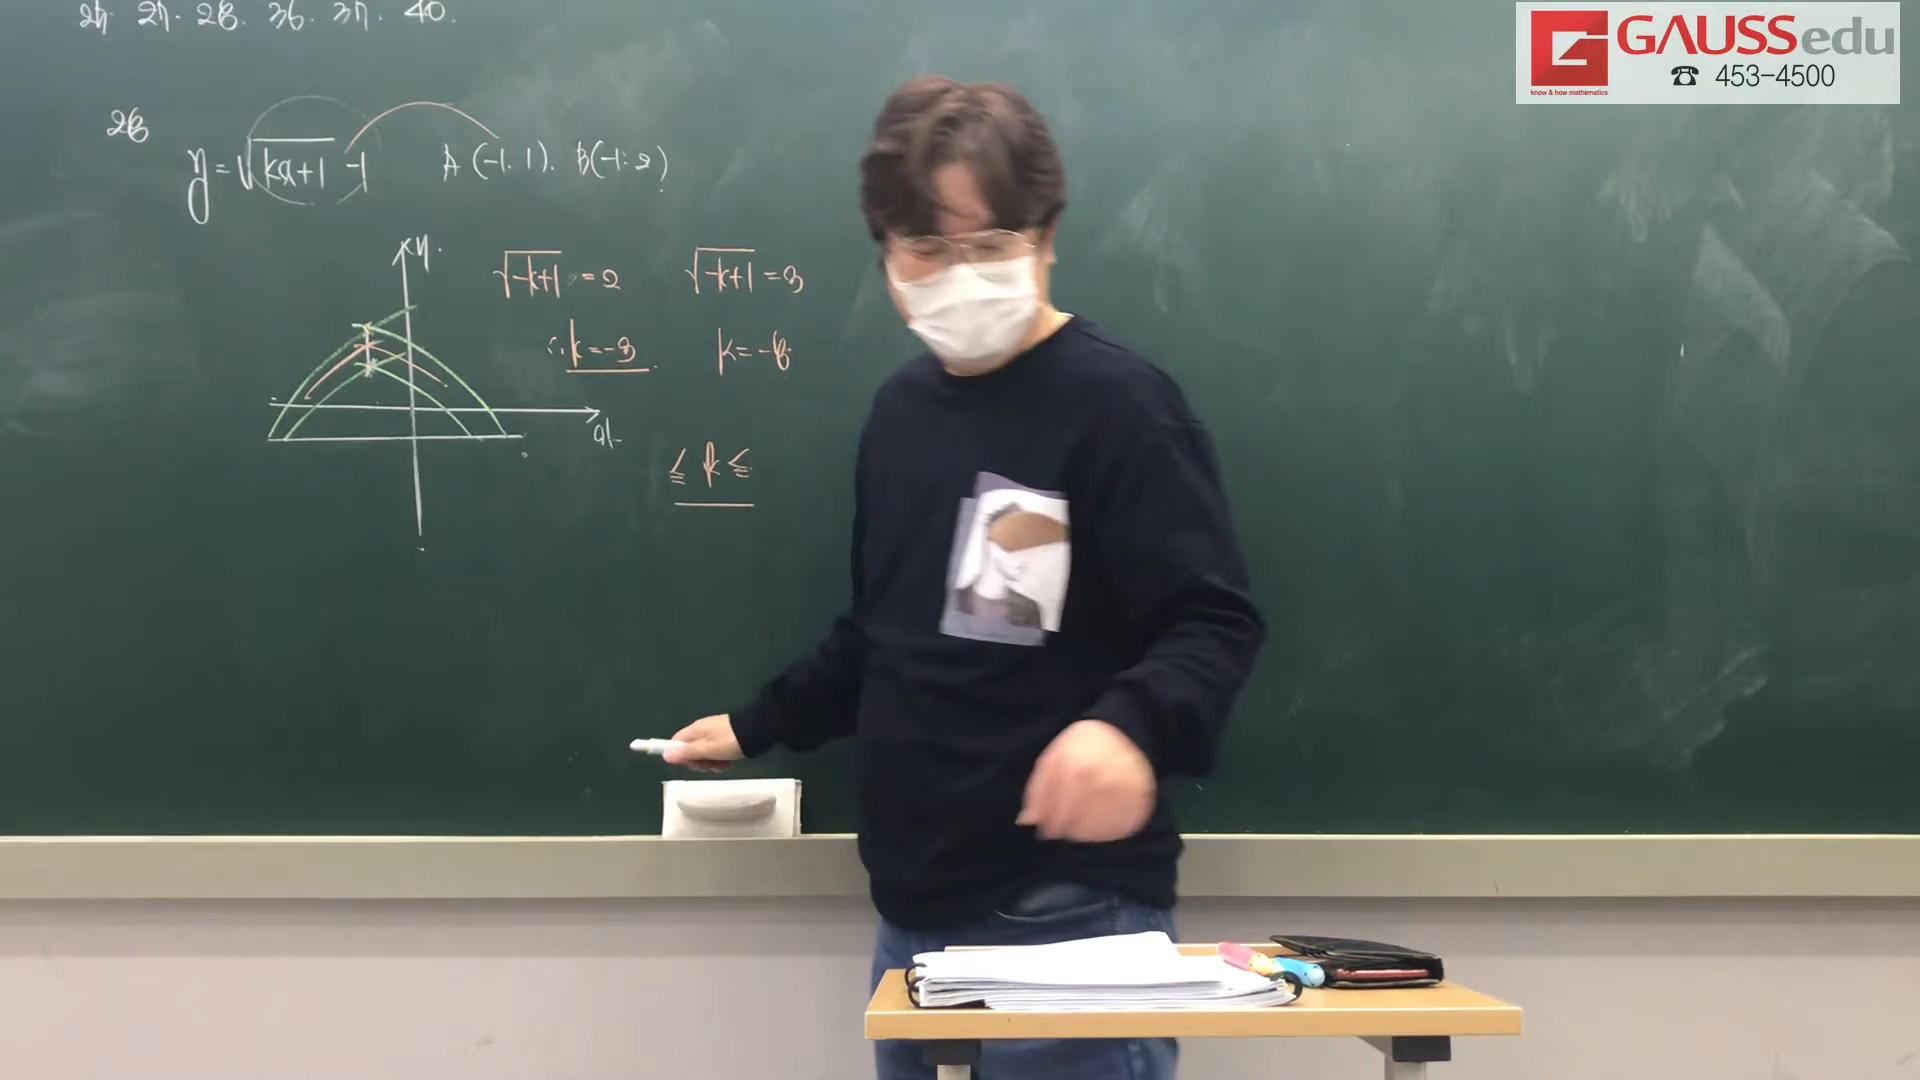 27. 28. 36. 37. 40.
GAUSSedu
☎ 453-4500
know & how mathematics
28
y=√(kx+1) -1 A(-1.1). B(-1.2)
y.
√(-k+1) =2 √(-k+1) =3
∴k=-3. k=-8.
x
≤ k ≤